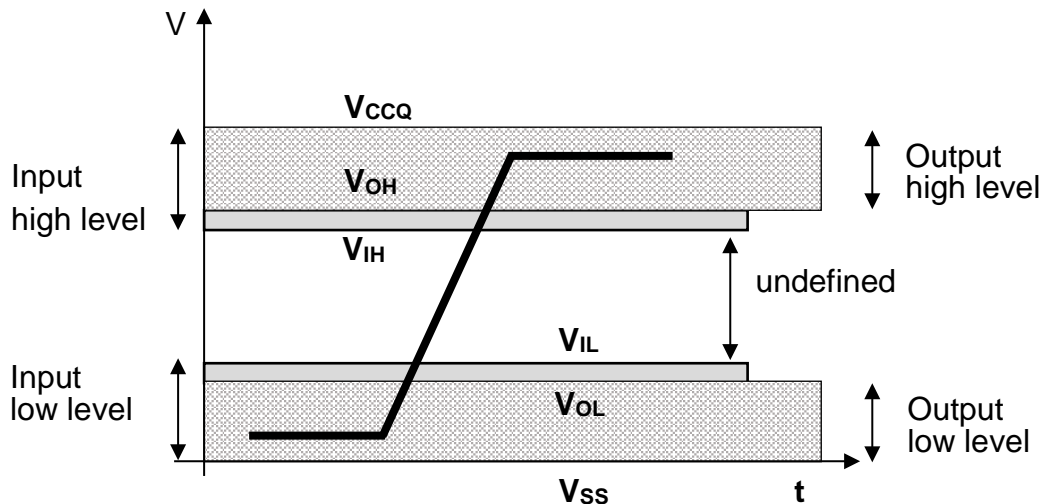 V
VCCQ
Input
high level
VOH
Output
high level
VIH
undefined
VIL
Input
low level
VOL
Output
low level
VSS
t